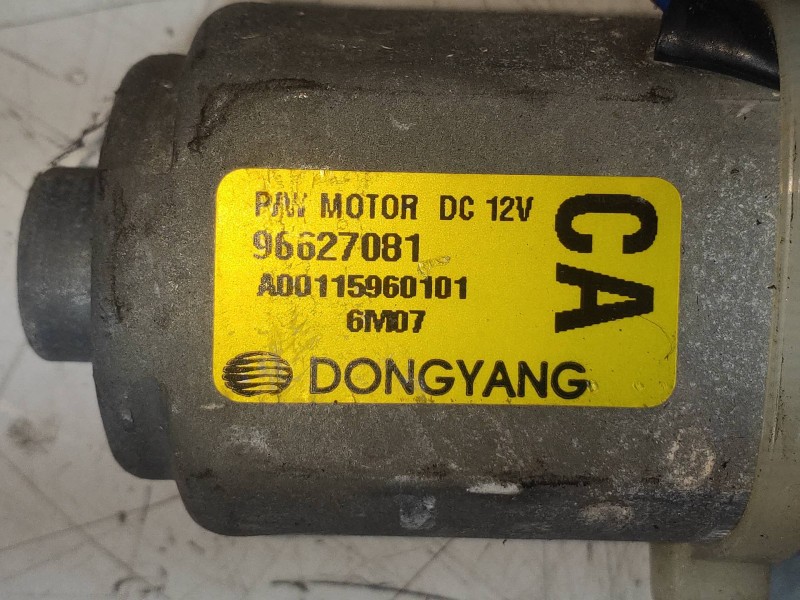 P/W MOTOR DC 12V
96627081
A00115960101
6M07
DONGYANG
CA